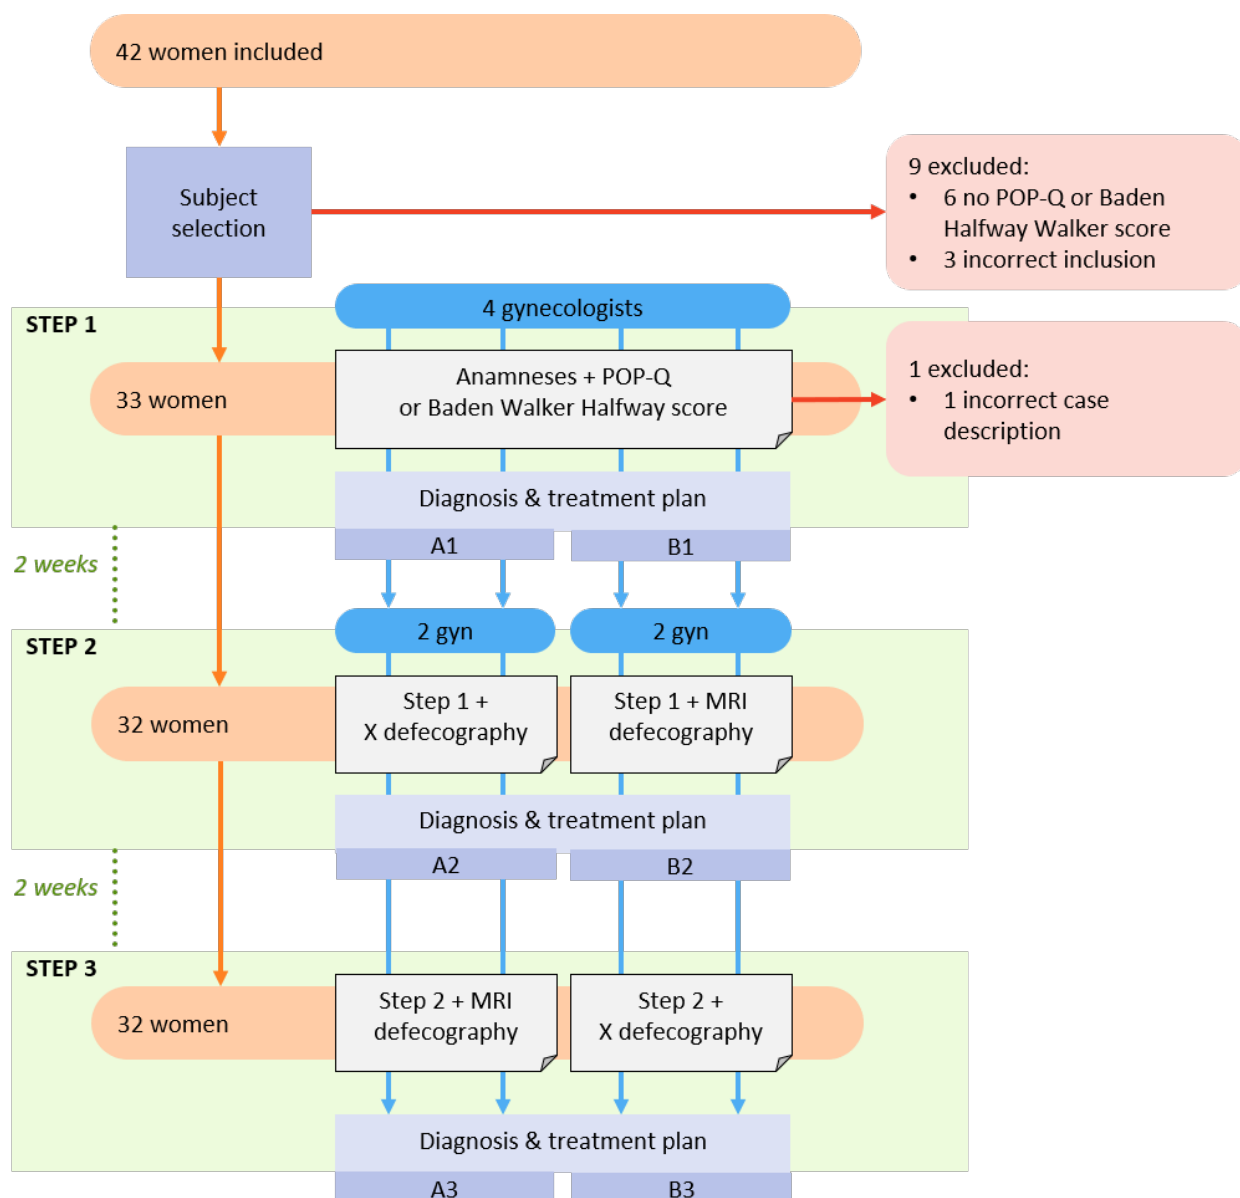 42 women included
Subject
selection
9 excluded:
• 6 no POP-Q or Baden
Halfway Walker score
• 3 incorrect inclusion
STEP 1
4 gynecologists
33 women
Anamneses + POP-Q
or Baden Walker Halfway score
1 excluded:
• 1 incorrect case
description
Diagnosis & treatment plan
A1
B1
2 weeks
STEP 2
2 gyn
2 gyn
32 women
Step 1 +
X defecography
Step 1 + MRI
defecography
Diagnosis & treatment plan
A2
B2
2 weeks
STEP 3
32 women
Step 2 + MRI
defecography
Step 2 +
X defecography
Diagnosis & treatment plan
A3
B3